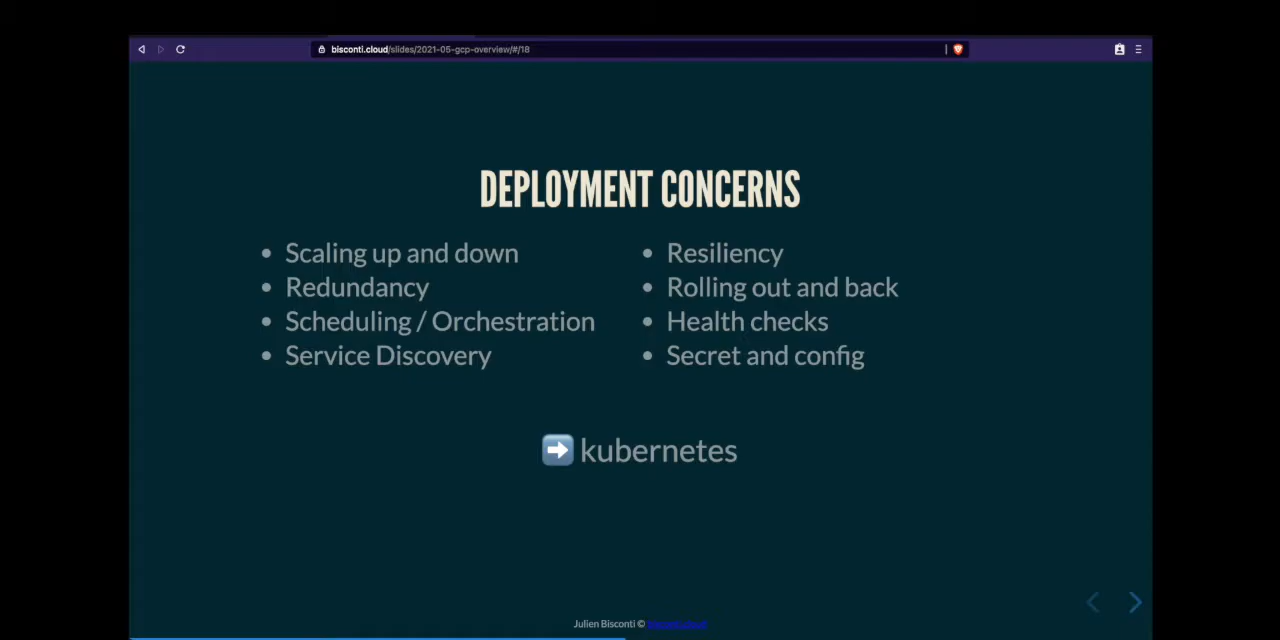 bisconti.cloud/slides/2021-05-gcp-overview/#/18
DEPLOYMENT CONCERNS
Scaling up and down
Redundancy
Scheduling / Orchestration
Service Discovery
Resiliency
Rolling out and back
Health checks
Secret and config
kubernetes
Julien Bisconti ©